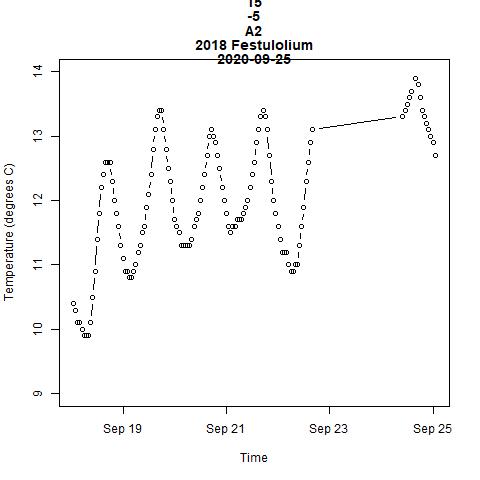 15
-5
A2
2018 Festulolium
2020-09-25
14
13
12
11
10
9
Temperature (degrees C)
Sep 19
Sep 21
Sep 23
Sep 25
Time